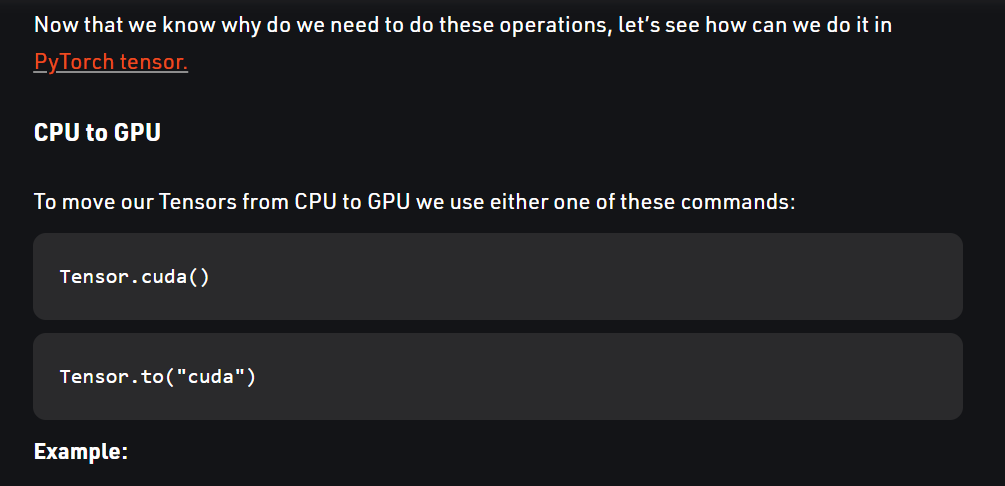 Now that we know why do we need to do these operations, let’s see how can we do it in
PyTorch tensor.
CPU to GPU
To move our Tensors from CPU to GPU we use either one of these commands:
Tensor.cuda()
Tensor.to("cuda")
Example: